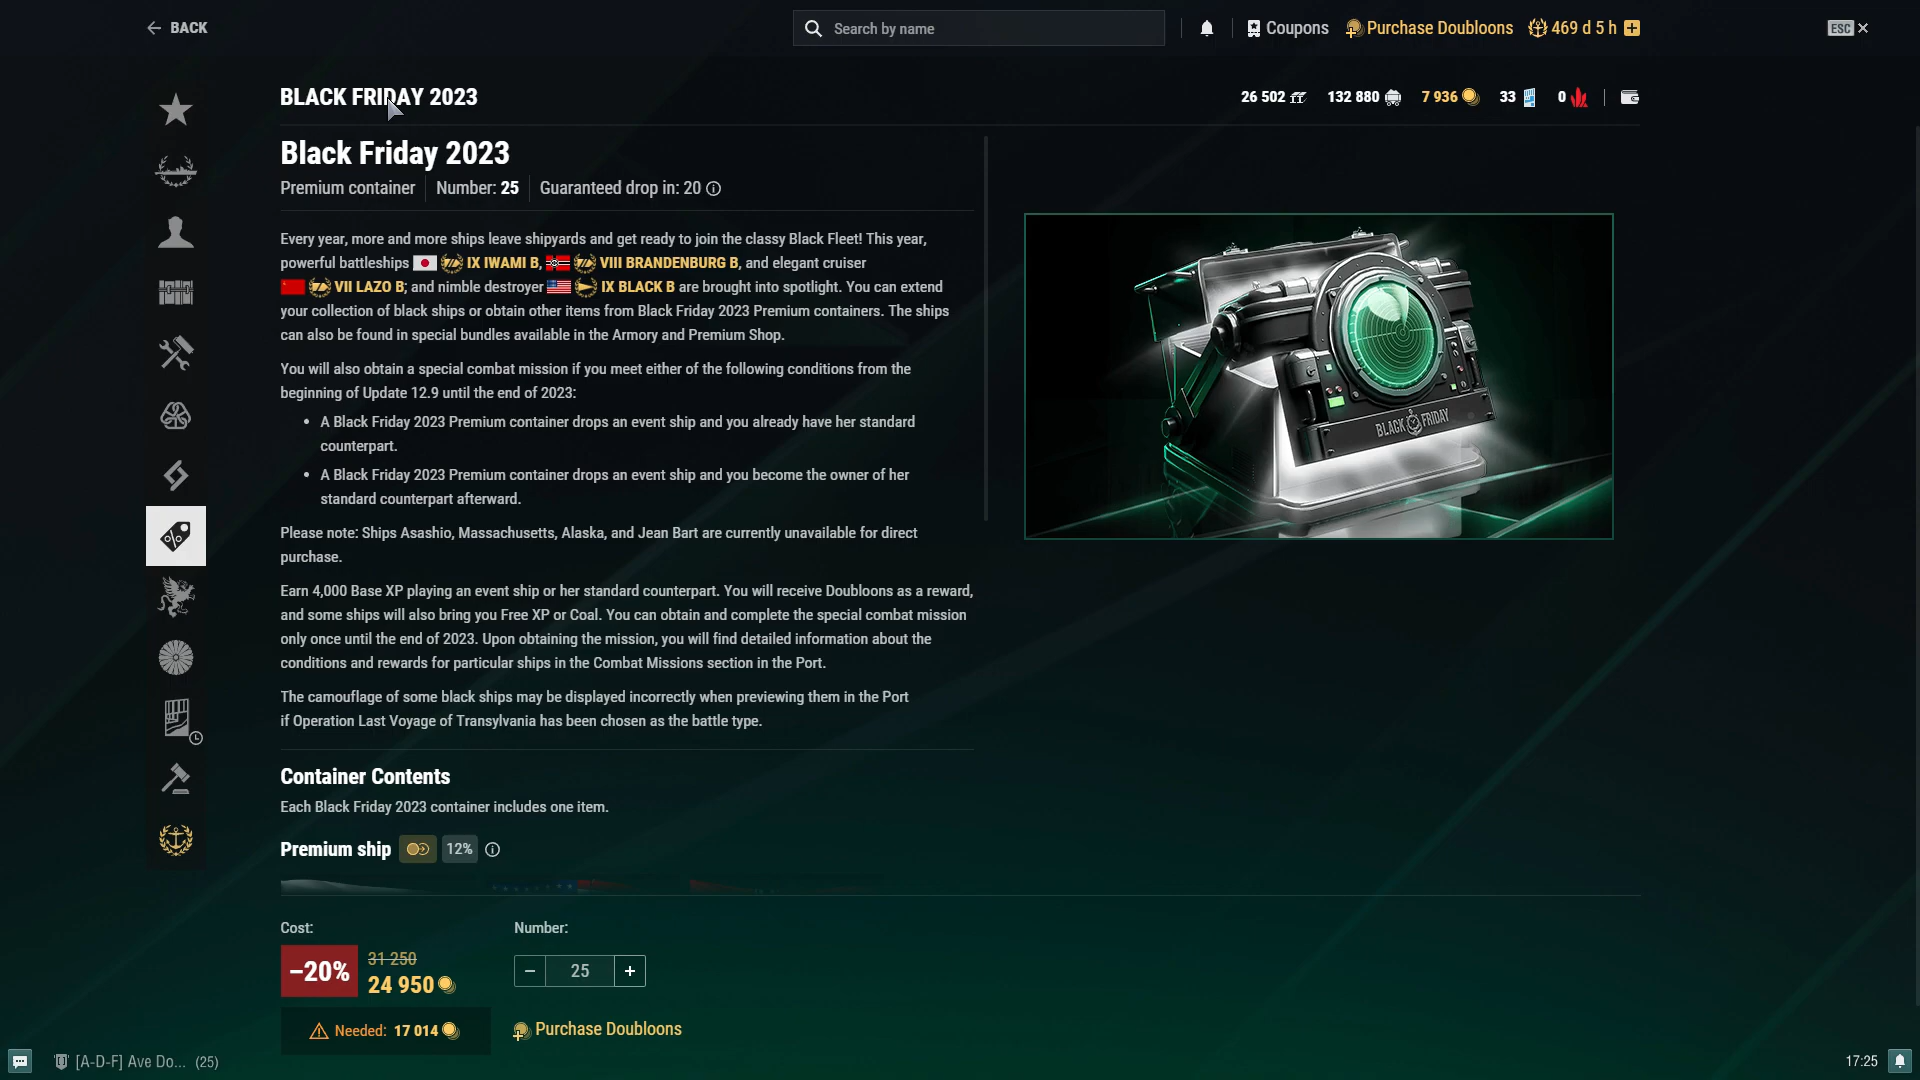 BACK
Search by name
Coupons
Purchase Doubloons
469 d 5 h
ESC
BLACK FRIDAY 2023
26 502
132 880
7 936
33
0
Black Friday 2023
Premium container
Number: 25
Guaranteed drop in: 20
Every year, more and more ships leave shipyards and get ready to join the classy Black Fleet! This year,
powerful battleships IX IWAMI B, VIII BRANDENBURG B, and elegant cruiser
VII LAZO B; and nimble destroyer IX BLACK B are brought into spotlight. You can extend
your collection of black ships or obtain other items from Black Friday 2023 Premium containers. The ships
can also be found in special bundles available in the Armory and Premium Shop.
You will also obtain a special combat mission if you meet either of the following conditions from the
beginning of Update 12.9 until the end of 2023:
• A Black Friday 2023 Premium container drops an event ship and you already have her standard
counterpart.
• A Black Friday 2023 Premium container drops an event ship and you become the owner of her
standard counterpart afterward.
Please note: Ships Asashio, Massachusetts, Alaska, and Jean Bart are currently unavailable for direct
purchase.
Earn 4,000 Base XP playing an event ship or her standard counterpart. You will receive Doubloons as a reward,
and some ships will also bring you Free XP or Coal. You can obtain and complete the special combat mission
only once until the end of 2023. Upon obtaining the mission, you will find detailed information about the
conditions and rewards for particular ships in the Combat Missions section in the Port.
The camouflage of some black ships may be displayed incorrectly when previewing them in the Port
if Operation Last Voyage of Transylvania has been chosen as the battle type.
BLACK FRIDAY
Container Contents
Each Black Friday 2023 container includes one item.
Premium ship 12%
Cost:
Number:
−20%
31 250
24 950
− 25 +
Needed: 17 014
Purchase Doubloons
[A-D-F] Ave Do... (25)
17:25